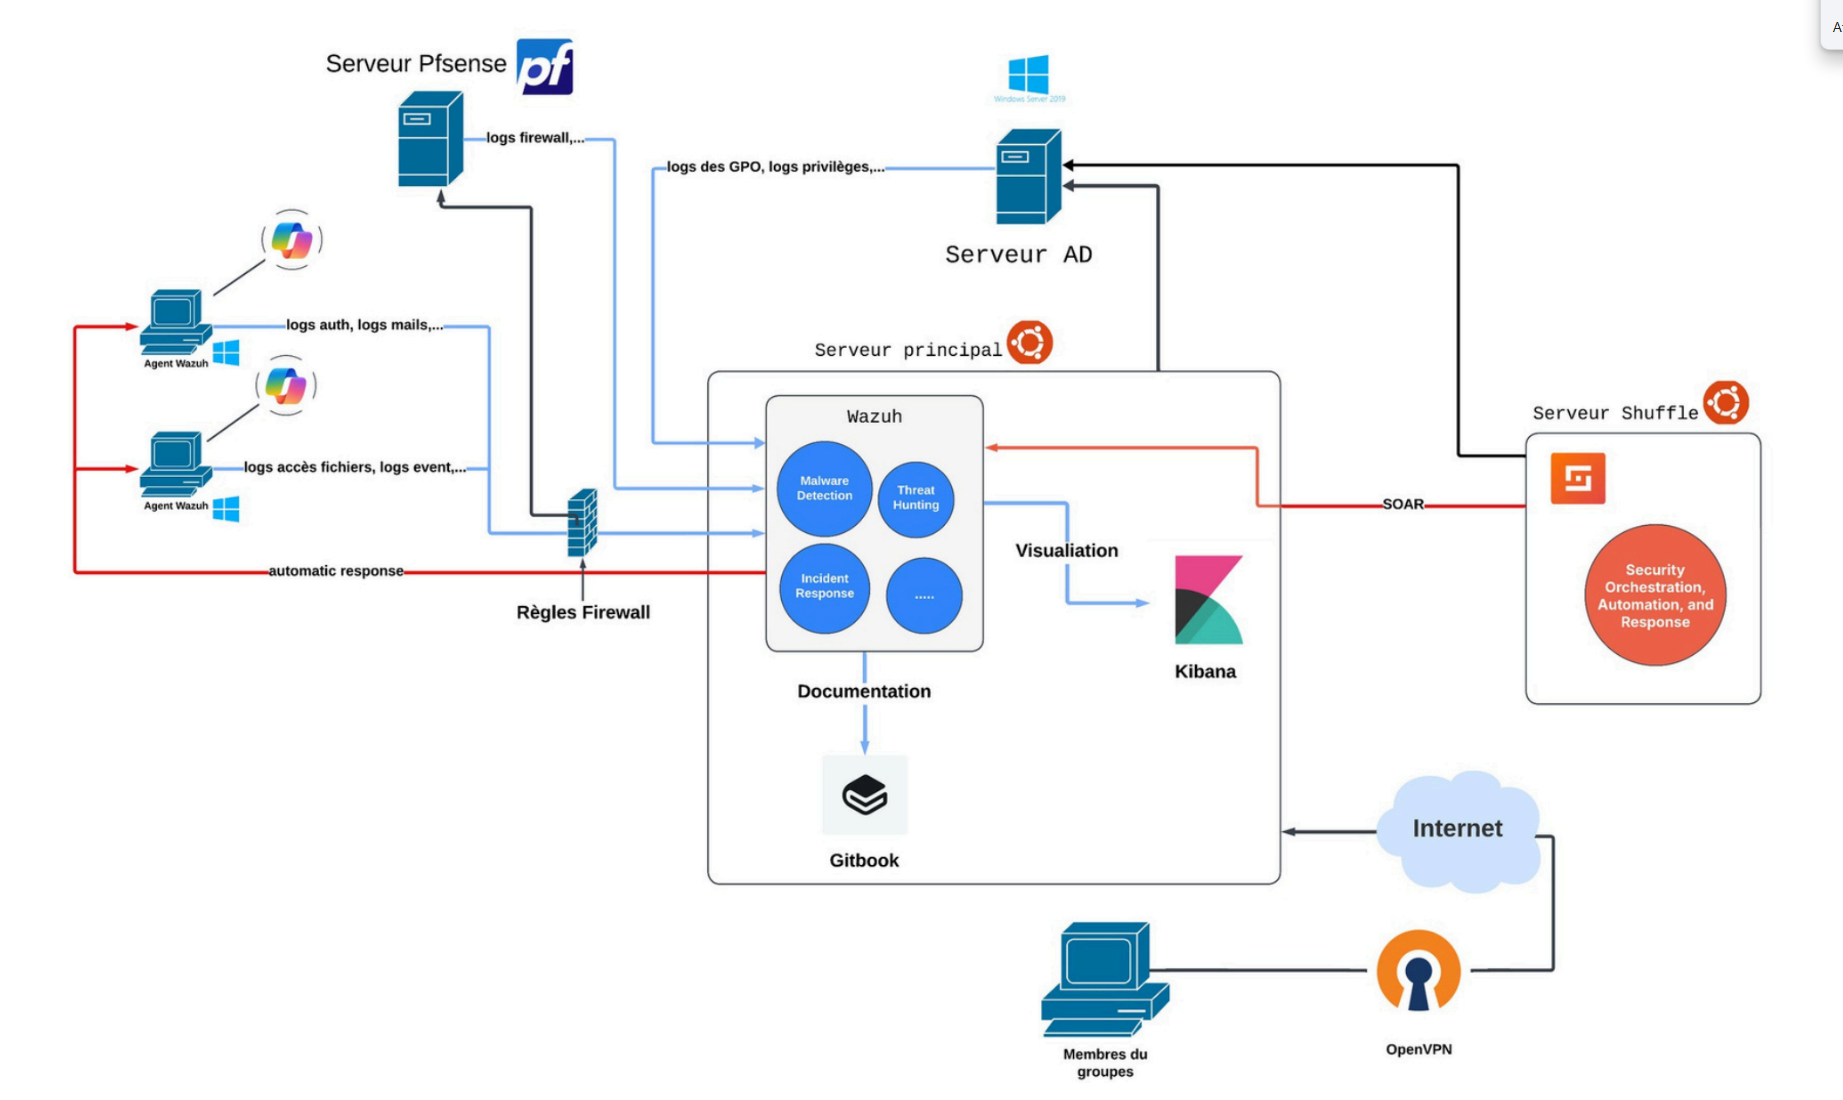 Serveur Pfsense
pf
Windows Server 2019
logs firewall,...
logs des GPO, logs privilèges,...
Serveur AD
logs auth, logs mails,...
Agent Wazuh
Serveur principal
Wazuh
Serveur Shuffle
logs accès fichiers, logs event,...
Agent Wazuh
Malware
Detection
Threat
Hunting
SOAR
Visualiation
automatic response
Incident
Response
.....
Security
Orchestration,
Automation, and
Response
Règles Firewall
Kibana
Documentation
Gitbook
Internet
Membres du
groupes
OpenVPN